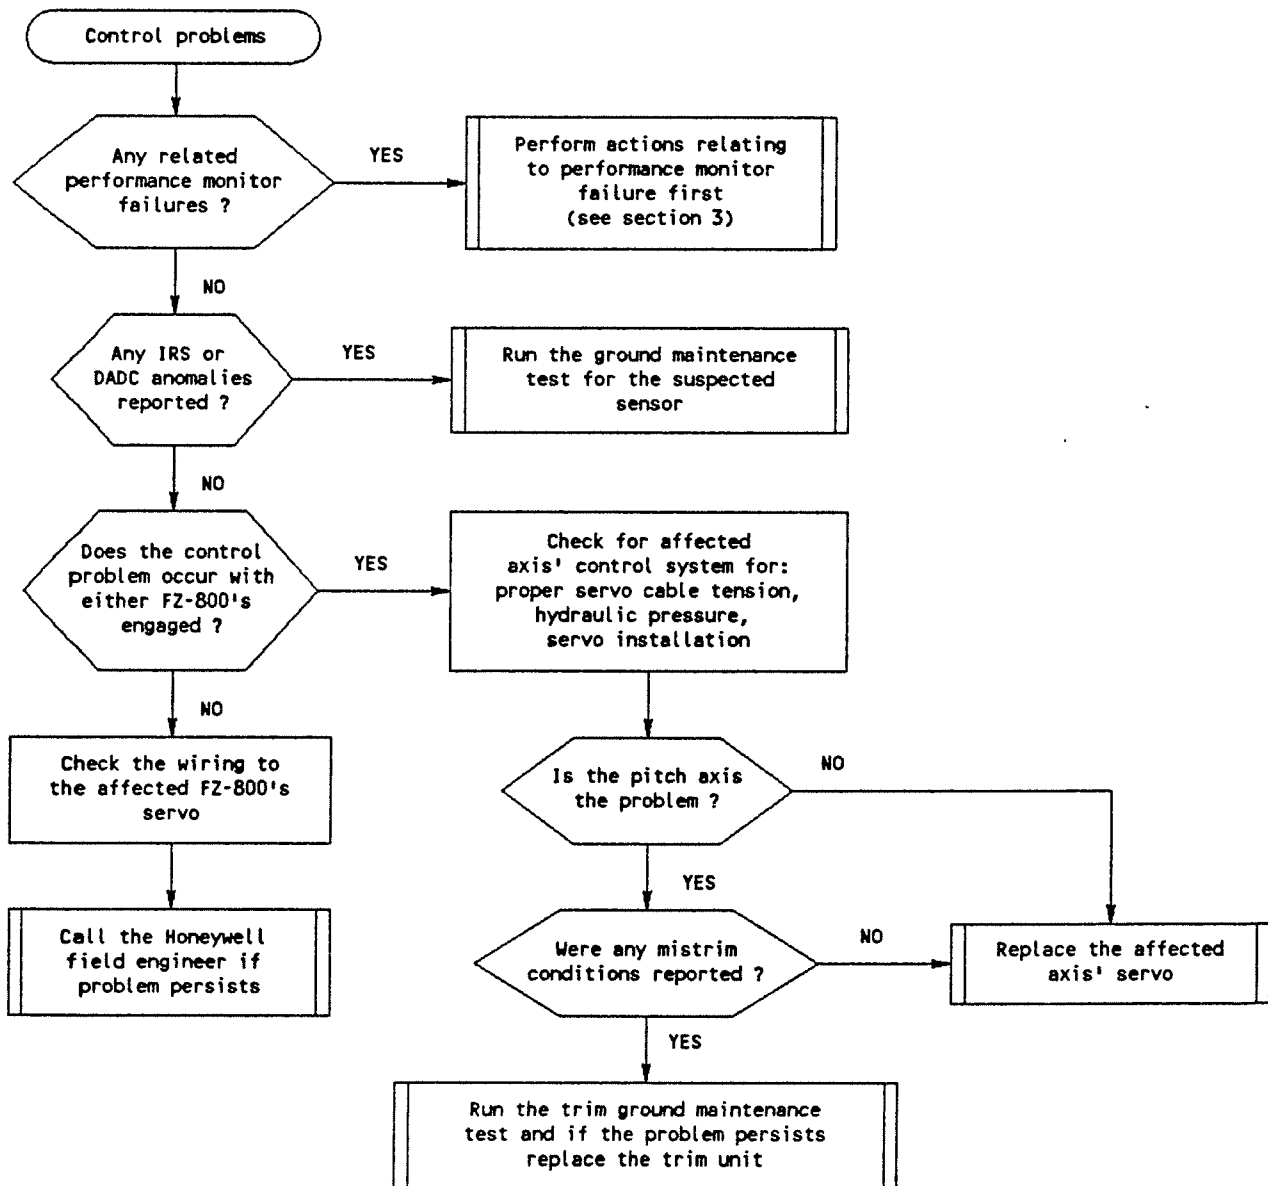 Control problems
Any related
performance monitor
failures ?
YES
Perform actions relating
to performance monitor
failure first
(see section 3)
NO
Any IRS or
DADC anomalies
reported ?
YES
Run the ground maintenance
test for the suspected
sensor
NO
Does the control
problem occur with
either FZ-800's
engaged ?
YES
Check for affected
axis' control system for:
proper servo cable tension,
hydraulic pressure,
servo installation
NO
Check the wiring to
the affected FZ-800's
servo
Call the Honeywell
field engineer if
problem persists
Is the pitch axis
the problem ?
NO
YES
Were any mistrim
conditions reported ?
NO
Replace the affected
axis' servo
YES
Run the trim ground maintenance
test and if the problem persists
replace the trim unit